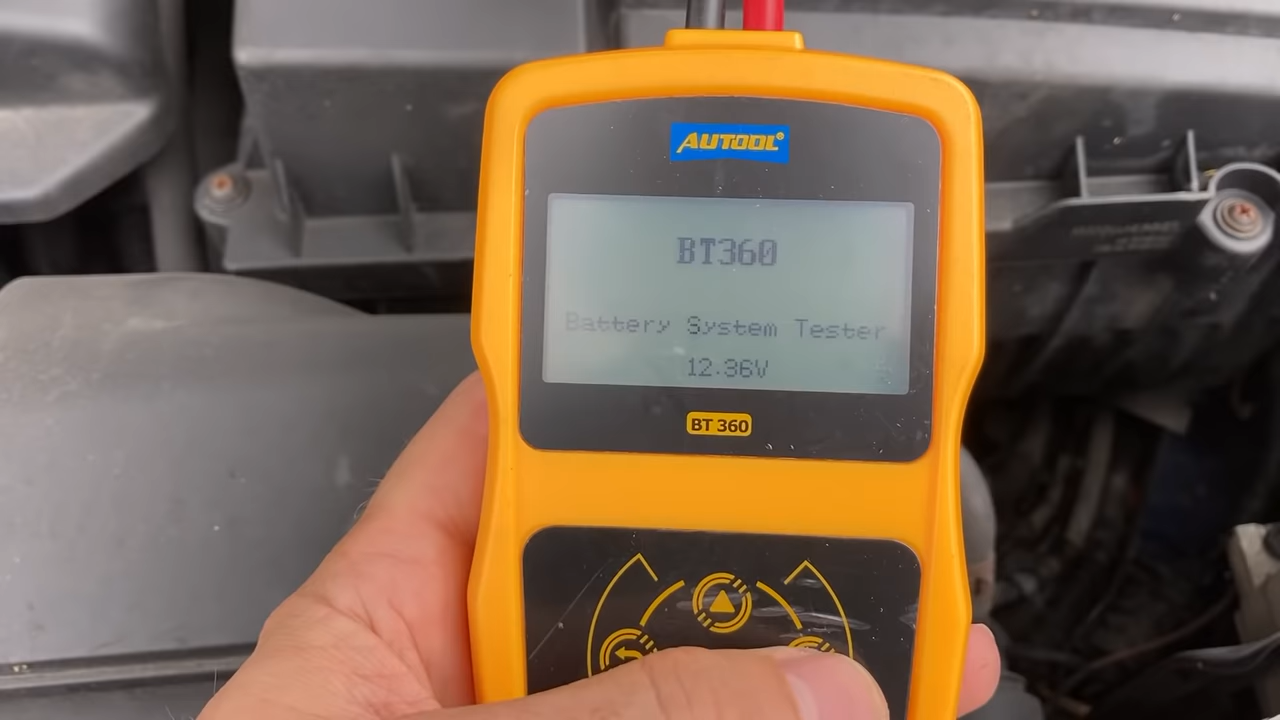 AUTOOL®
BT360
Battery System Tester
12.36V
BT 360